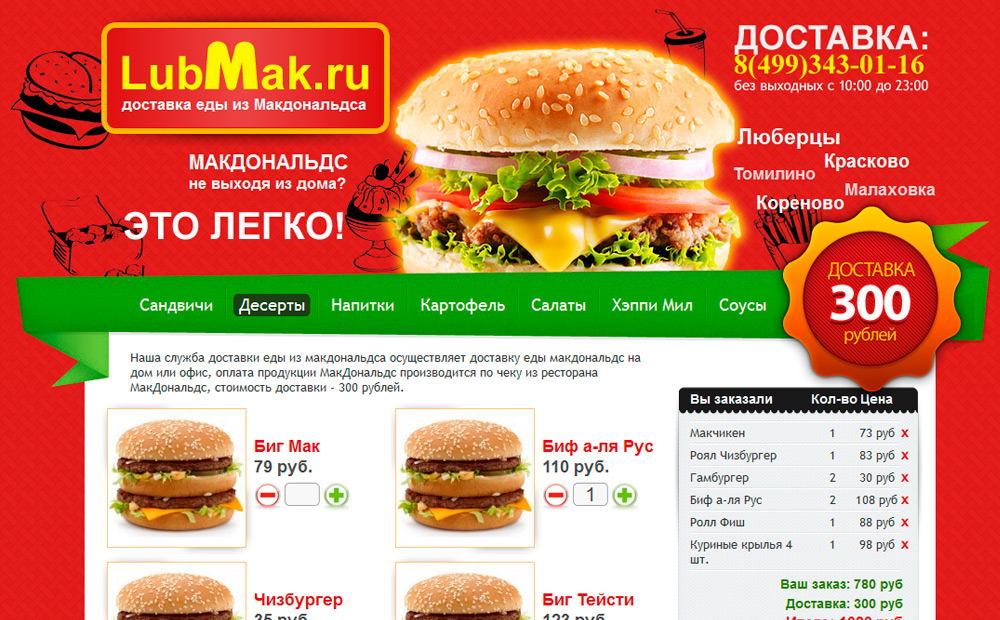 LubMak.ru
доставка еды из Макдональдса
МАКДОНАЛЬДС
не выходя из дома?
ЭТО ЛЕГКО!
ДОСТАВКА:
8(499)343-01-16
без выходных с 10:00 до 23:00
Люберцы
Красково
Томилино
Малаховка
Кореново
ДОСТАВКА
300
рублей
Сандвичи Десерты Напитки Картофель Салаты Хэппи Мил Соусы
Наша служба доставки еды из макдональдса осуществляет доставку еды макдональдс на
дом или офис, оплата продукции МакДональдс производится по чеку из ресторана
МакДональдс, стоимость доставки - 300 рублей.
Биг Мак
79 руб.
Биф а-ля Рус
110 руб.
1
Чизбургер
35 руб.
Биг Тейсти
123 руб.
Вы заказали Кол-во Цена
Макчикен 1 73 руб x
Роял Чизбургер 1 83 руб x
Гамбургер 2 30 руб x
Биф а-ля Рус 2 108 руб x
Ролл Фиш 1 88 руб x
Куриные крылья 4 1 98 руб x
шт.
Ваш заказ: 780 руб
Доставка: 300 руб
Итого: 1080 руб